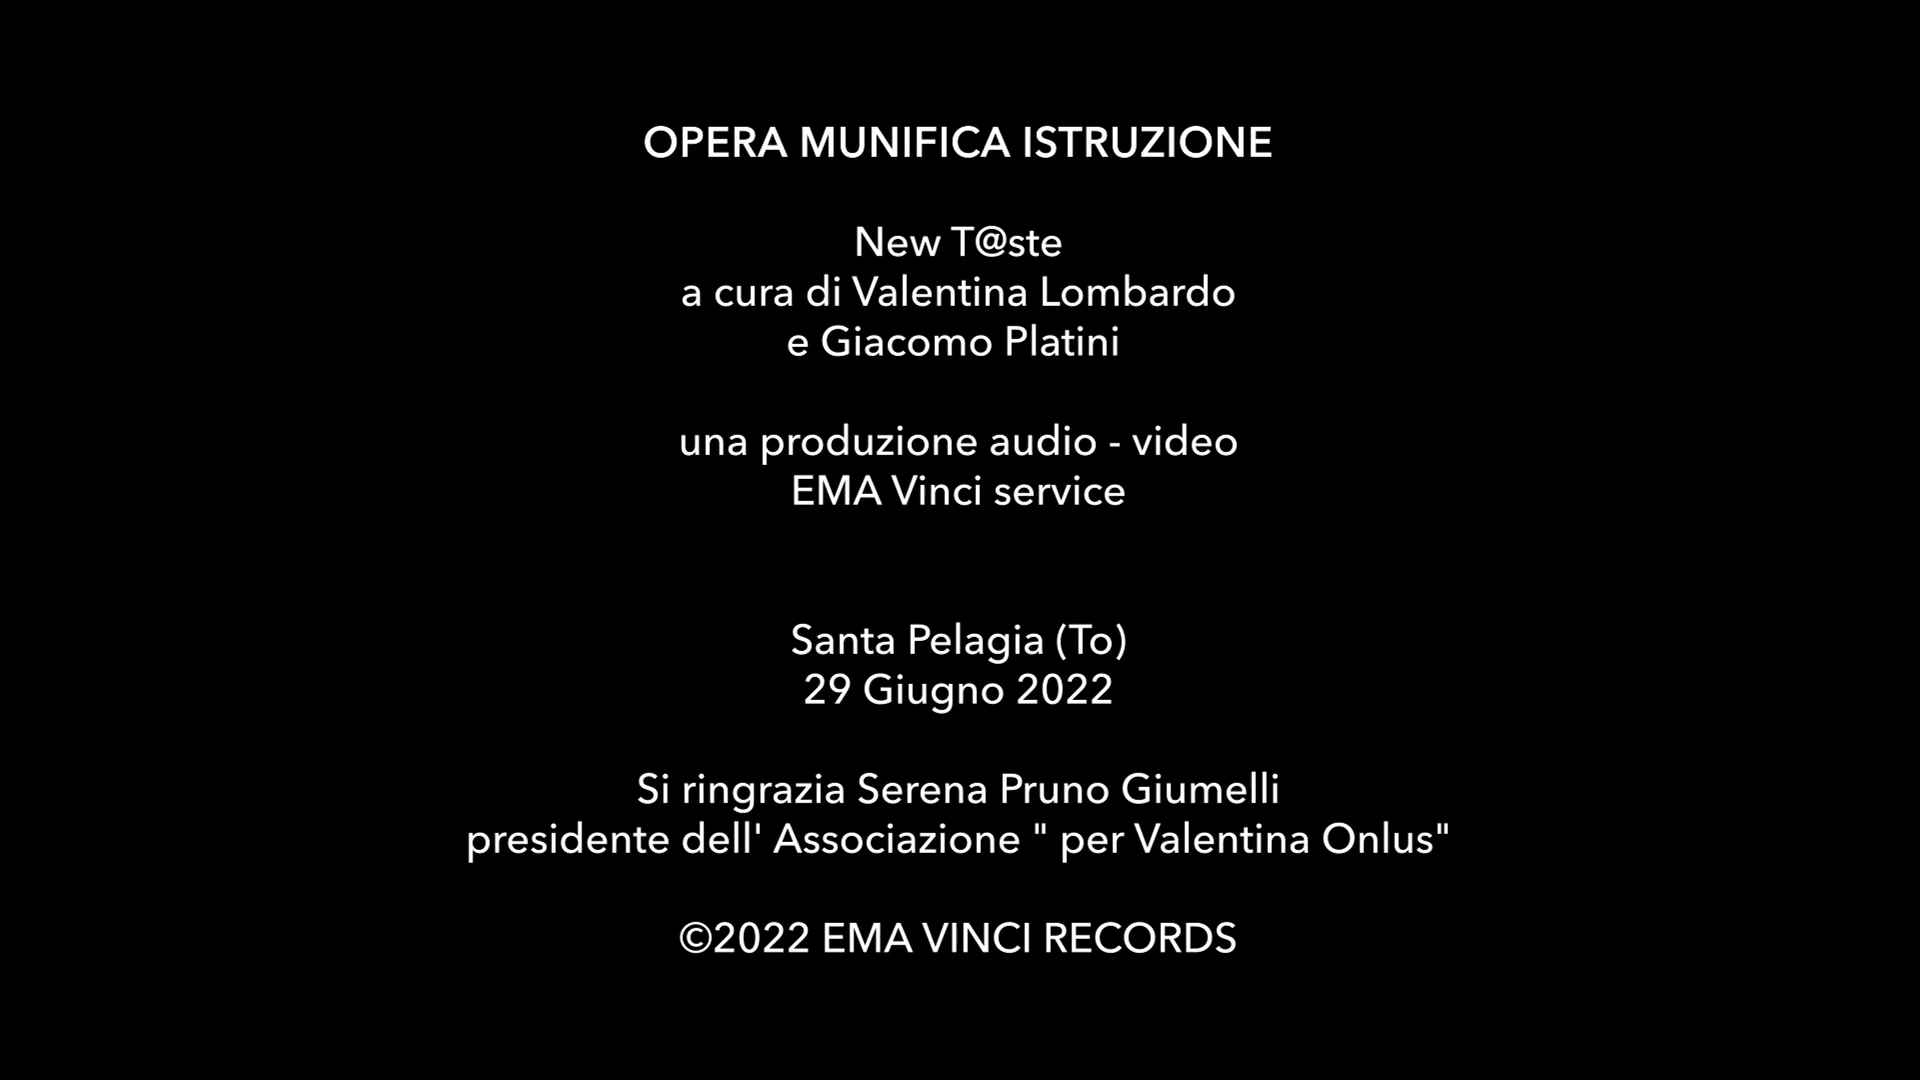 OPERA MUNIFICA ISTRUZIONE
New T@ste
a cura di Valentina Lombardo
e Giacomo Platini
una produzione audio - video
EMA Vinci service
Santa Pelagia (To)
29 Giugno 2022
Si ringrazia Serena Pruno Giumelli
presidente dell' Associazione " per Valentina Onlus"
©2022 EMA VINCI RECORDS